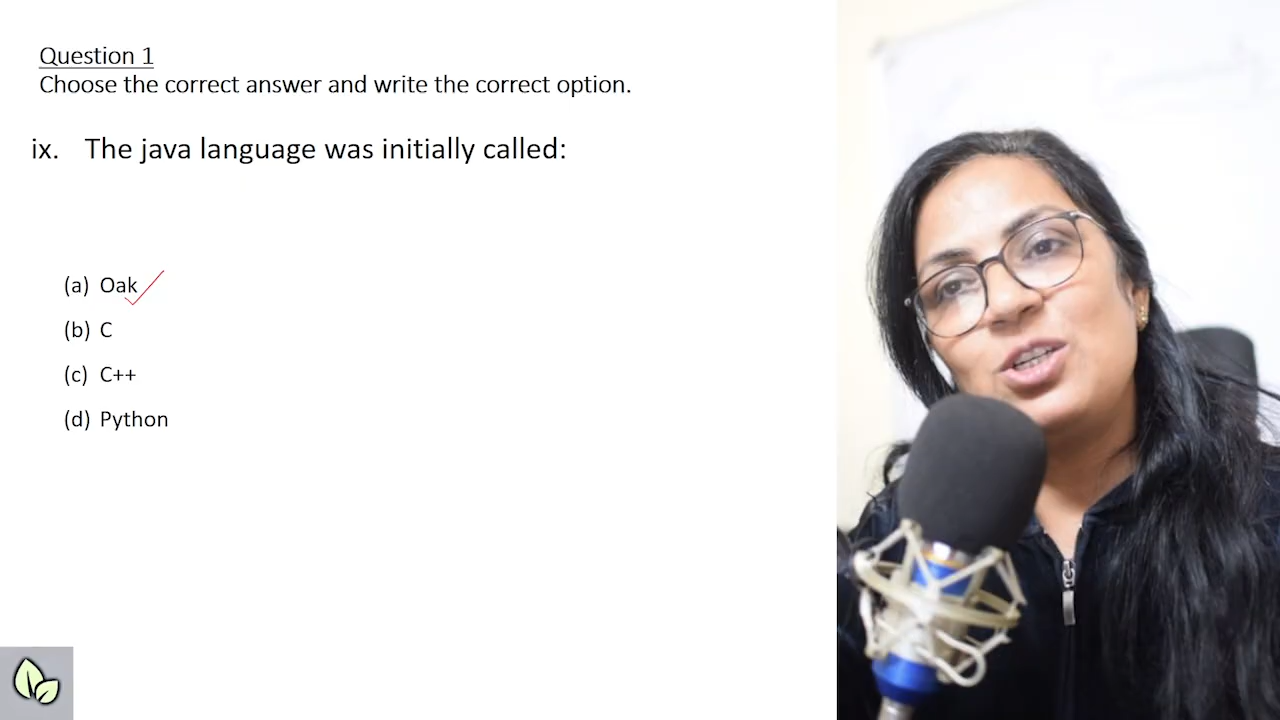 Question 1
Choose the correct answer and write the correct option.
ix. The java language was initially called:
(a) Oak
(b) C
(c) C++
(d) Python